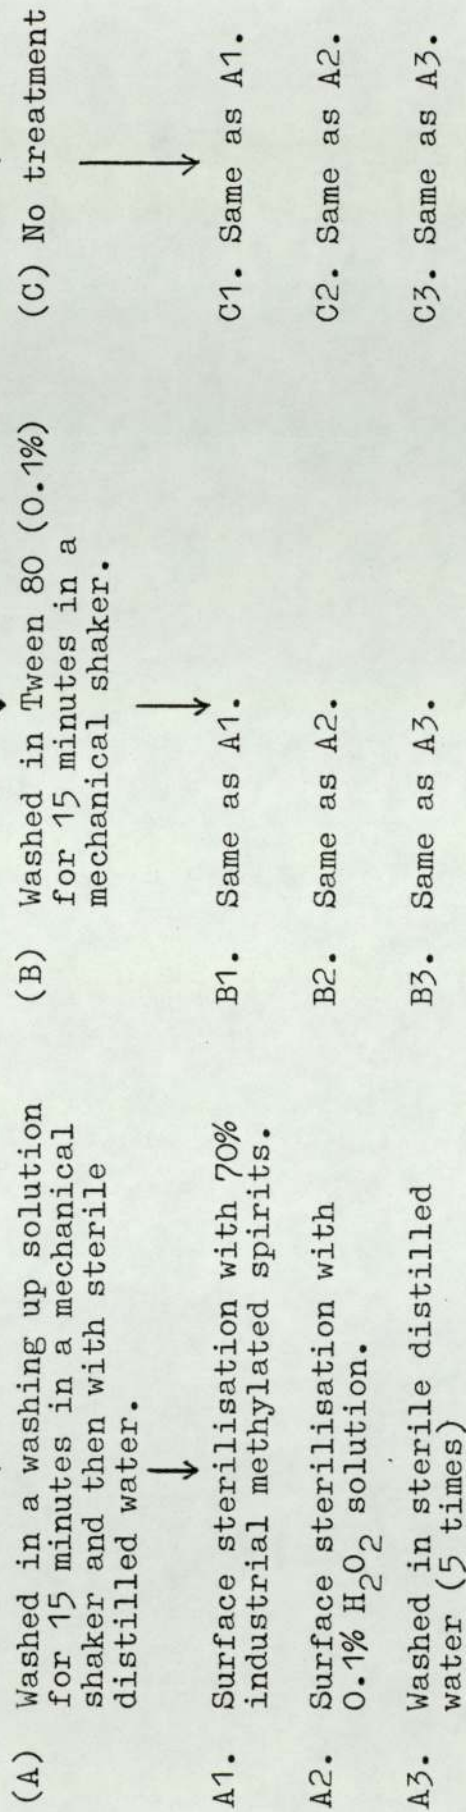 (A) Washed in a washing up solution
for 15 minutes in a mechanical
shaker and then with sterile
distilled water.
A1. Surface sterilisation with 70%
industrial methylated spirits.
A2. Surface sterilisation with
0.1% H₂O₂ solution.
A3. Washed in sterile distilled
water (5 times)
(B) Washed in Tween 80 (0.1%)
for 15 minutes in a
mechanical shaker.
B1. Same as A1.
B2. Same as A2.
B3. Same as A3.
(C) No treatment
C1. Same as A1.
C2. Same as A2.
C3. Same as A3.